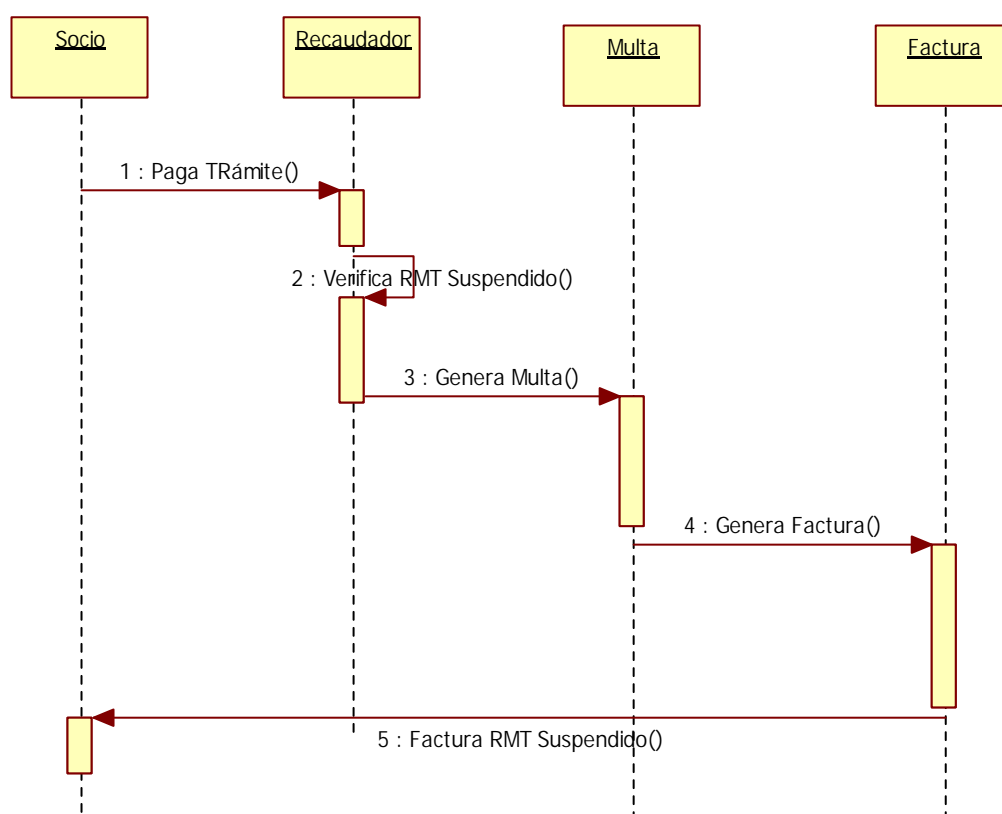 Socio
Recaudador
Multa
Factura
1 : Paga TRámite()
2 : Verifica RMT Suspendido()
3 : Genera Multa()
4 : Genera Factura()
5 : Factura RMT Suspendido()